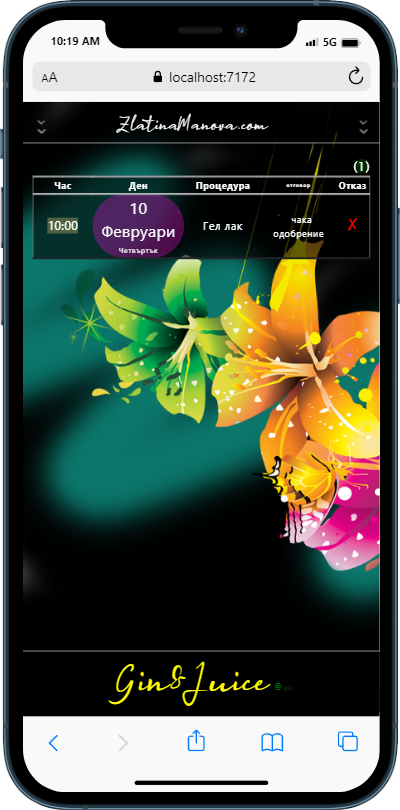 10:19 AM
5G
AA
localhost:7172
ZlatinaManova.com
(1)
Час Ден Процедура отговор Отказ
10:00
10
Февруари
Четвъртък
Гел лак
чака
одобрение
X
Gin&Juice ©